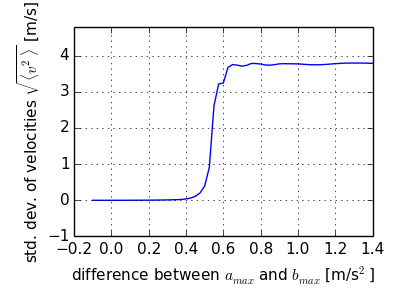 std. dev. of velocities √⟨v²⟩ [m/s]
4
3
2
1
0
−1
−0.2 0.0 0.2 0.4 0.6 0.8 1.0 1.2 1.4
difference between a_max and b_max [m/s²]